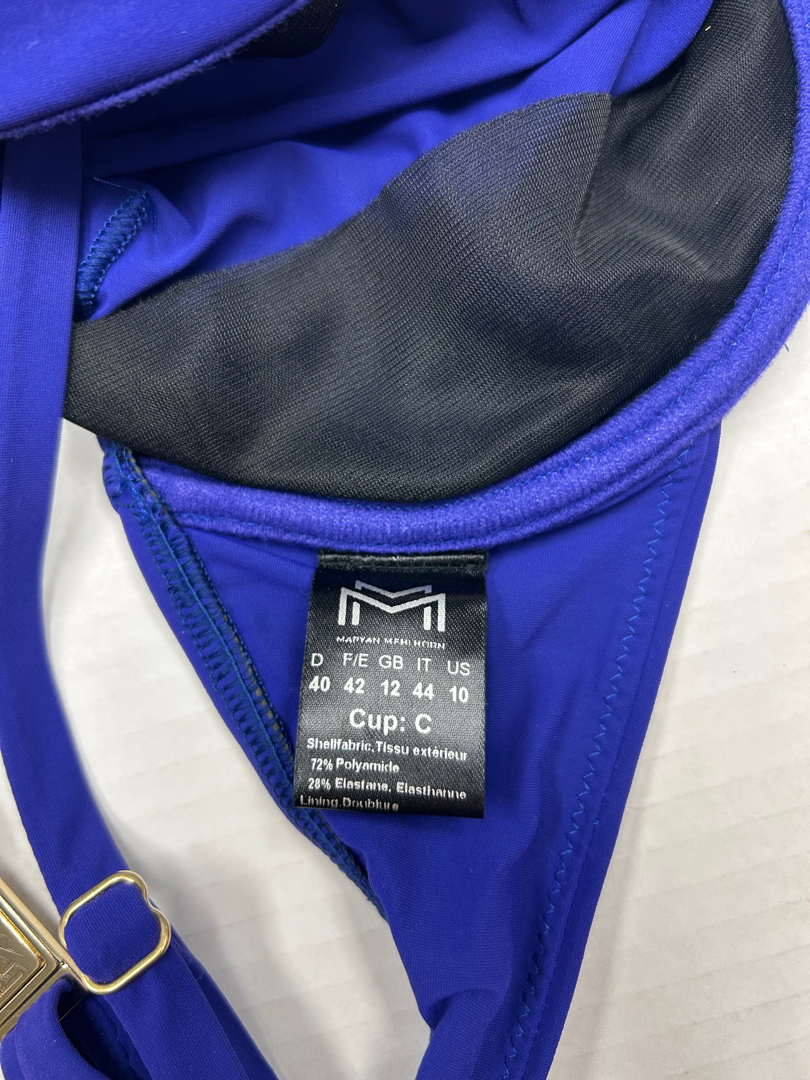 MARYAN MEHLHORN
D F/E GB IT US
40 42 12 44 10
Cup: C
Shellfabric.Tissu extérieur
72% Polyamide
28% Elastane, Elasthanne
Lining.Doublure